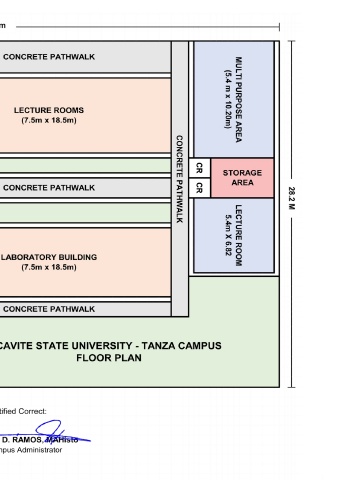 m
CONCRETE PATHWALK
LECTURE ROOMS
(7.5m x 18.5m)
CONCRETE PATHWALK
LABORATORY BUILDING
(7.5m x 18.5m)
CONCRETE PATHWALK
CONCRETE PATHWALK
MULTI PURPOSE AREA
(5.4 m x 10.20m)
CR
CR
STORAGE
AREA
LECTURE ROOM
5.4m X 6.82
28.2 M
CAVITE STATE UNIVERSITY - TANZA CAMPUS
FLOOR PLAN
tified Correct:
D. RAMOS, MAHisto
npus Administrator